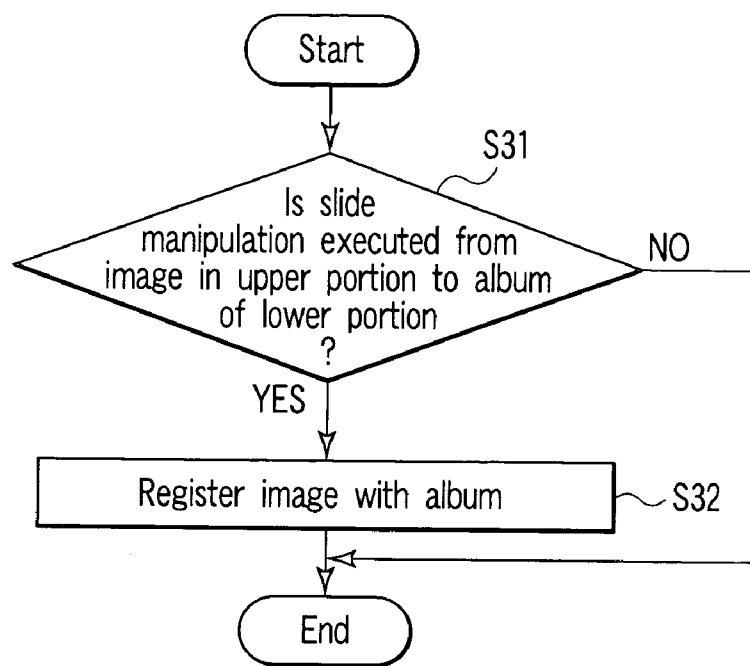 Start
S31
Is slide
manipulation executed from
image in upper portion to album
of lower portion
?
NO
YES
Register image with album
S32
End